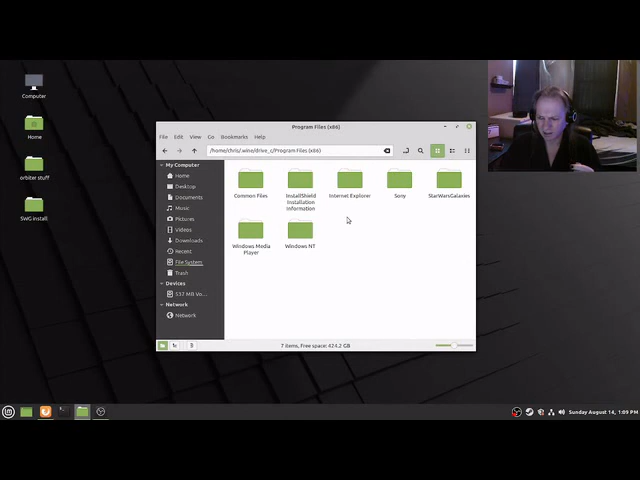 Computer
Home
orbiter stuff
SWG install
Program Files (x86)
File Edit View Go Bookmarks Help
/home/chris/.wine/drive_c/Program Files (x86)
My Computer
Home
Desktop
Documents
Music
Pictures
Videos
Downloads
Recent
File System
Trash
Devices
537 MB Vo...
Network
Network
Common Files
InstallShield
Installation
Information
Internet Explorer
Sony
StarWarsGalaxies
Windows Media
Player
Windows NT
7 items, Free space: 424.2 GB
Sunday August 14, 1:09 PM